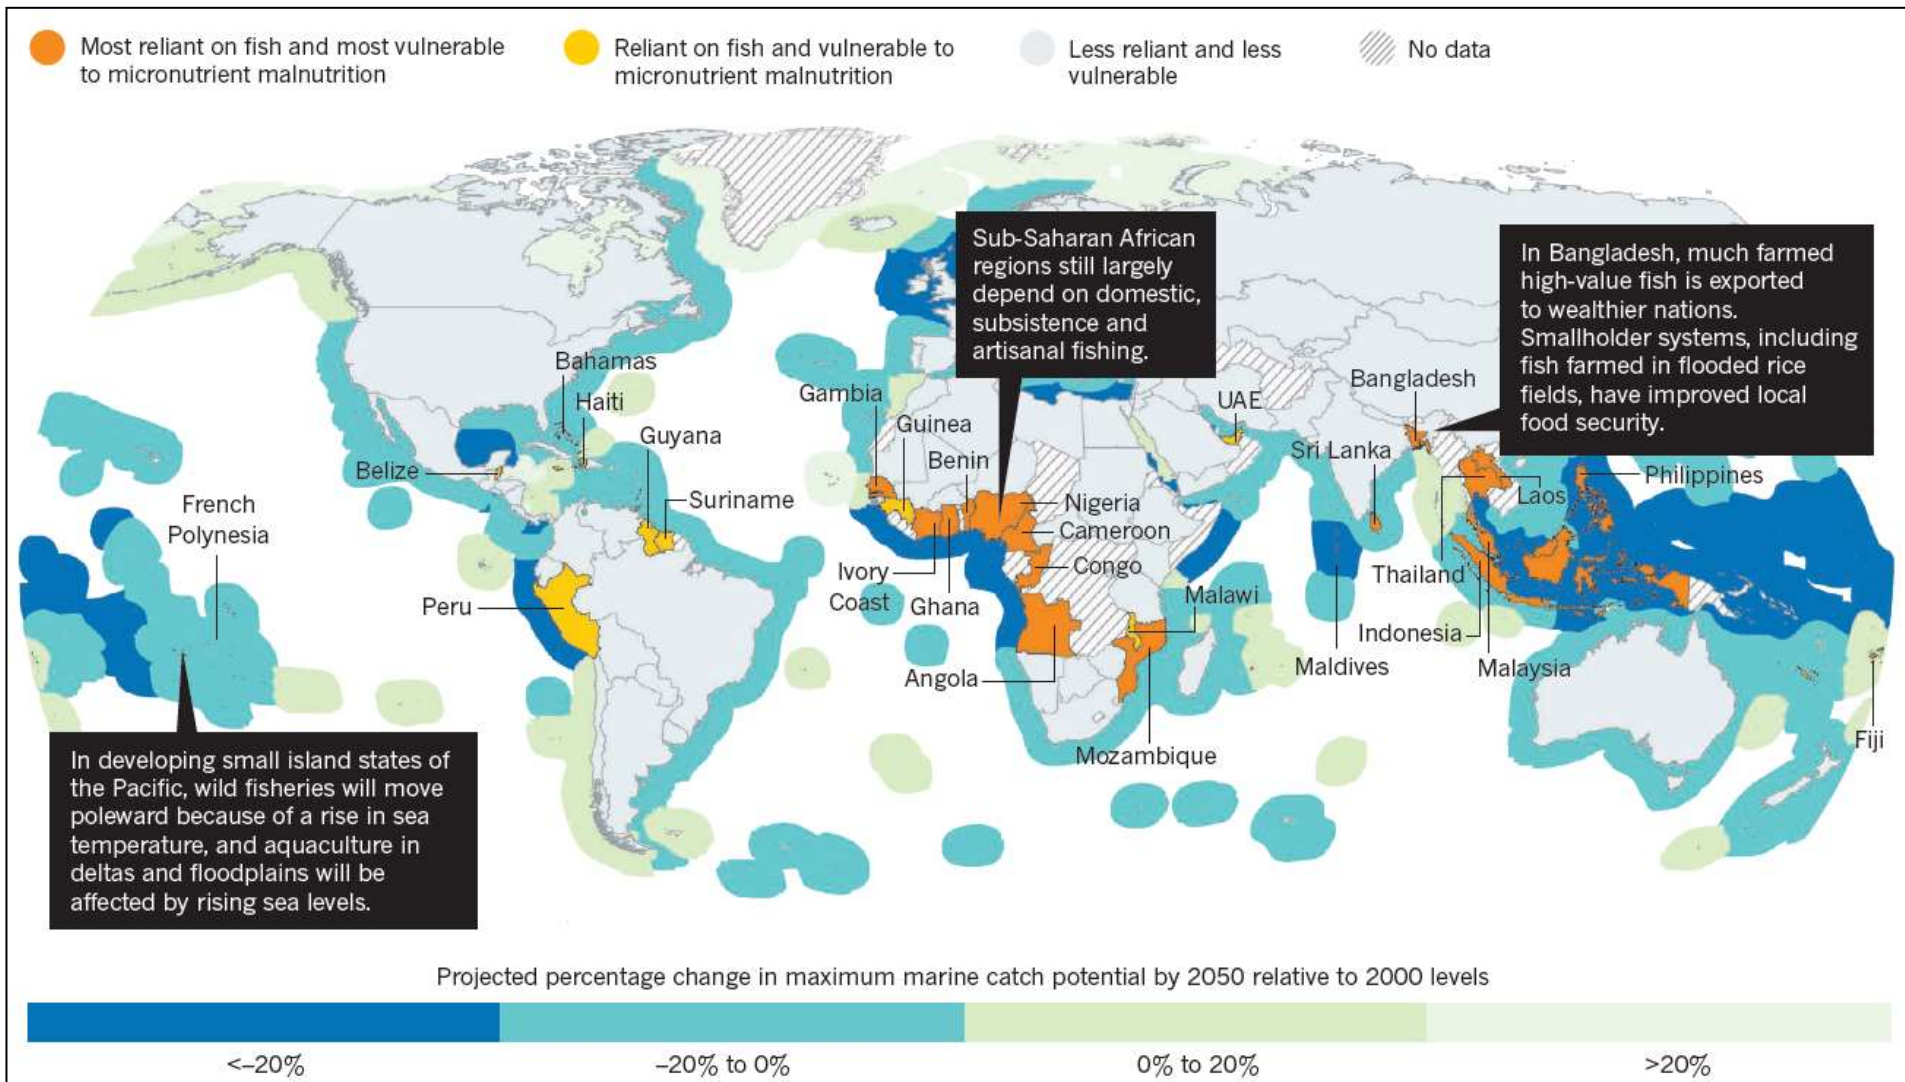 Most reliant on fish and most vulnerable
to micronutrient malnutrition
Reliant on fish and vulnerable to
micronutrient malnutrition
Less reliant and less
vulnerable
No data
Sub-Saharan African
regions still largely
depend on domestic,
subsistence and
artisanal fishing.
In Bangladesh, much farmed
high-value fish is exported
to wealthier nations.
Smallholder systems, including
fish farmed in flooded rice
fields, have improved local
food security.
Bahamas
Haiti
Guyana
Belize
Suriname
French
Polynesia
Peru
Gambia
Guinea
Benin
Nigeria
Cameroon
Congo
Ivory
Coast
Ghana
Malawi
Angola
Mozambique
UAE
Bangladesh
Sri Lanka
Philippines
Laos
Thailand
Indonesia
Maldives
Malaysia
Fiji
In developing small island states of
the Pacific, wild fisheries will move
poleward because of a rise in sea
temperature, and aquaculture in
deltas and floodplains will be
affected by rising sea levels.
Projected percentage change in maximum marine catch potential by 2050 relative to 2000 levels
<–20%
–20% to 0%
0% to 20%
>20%